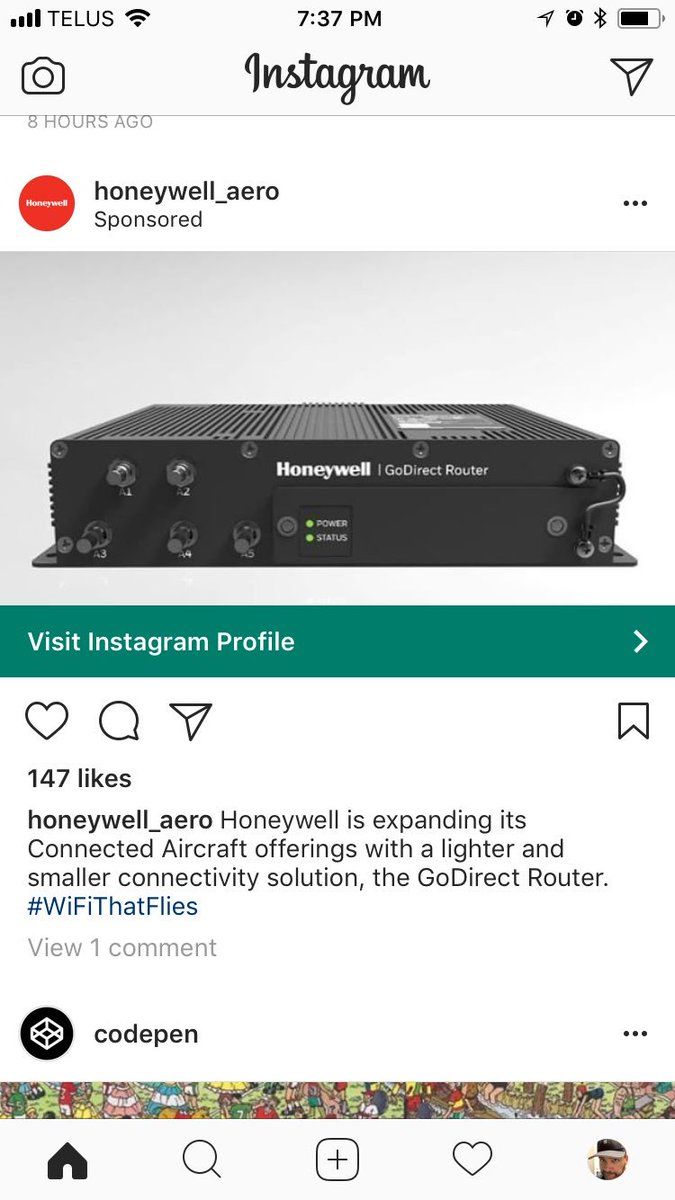 TELUS
7:37 PM
Instagram
8 HOURS AGO
Honeywell
honeywell_aero
Sponsored
Honeywell | GoDirect Router
A1 A2
POWER
STATUS
A3 A4 A5
Visit Instagram Profile
147 likes
honeywell_aero Honeywell is expanding its
Connected Aircraft offerings with a lighter and
smaller connectivity solution, the GoDirect Router.
#WiFiThatFlies
View 1 comment
codepen